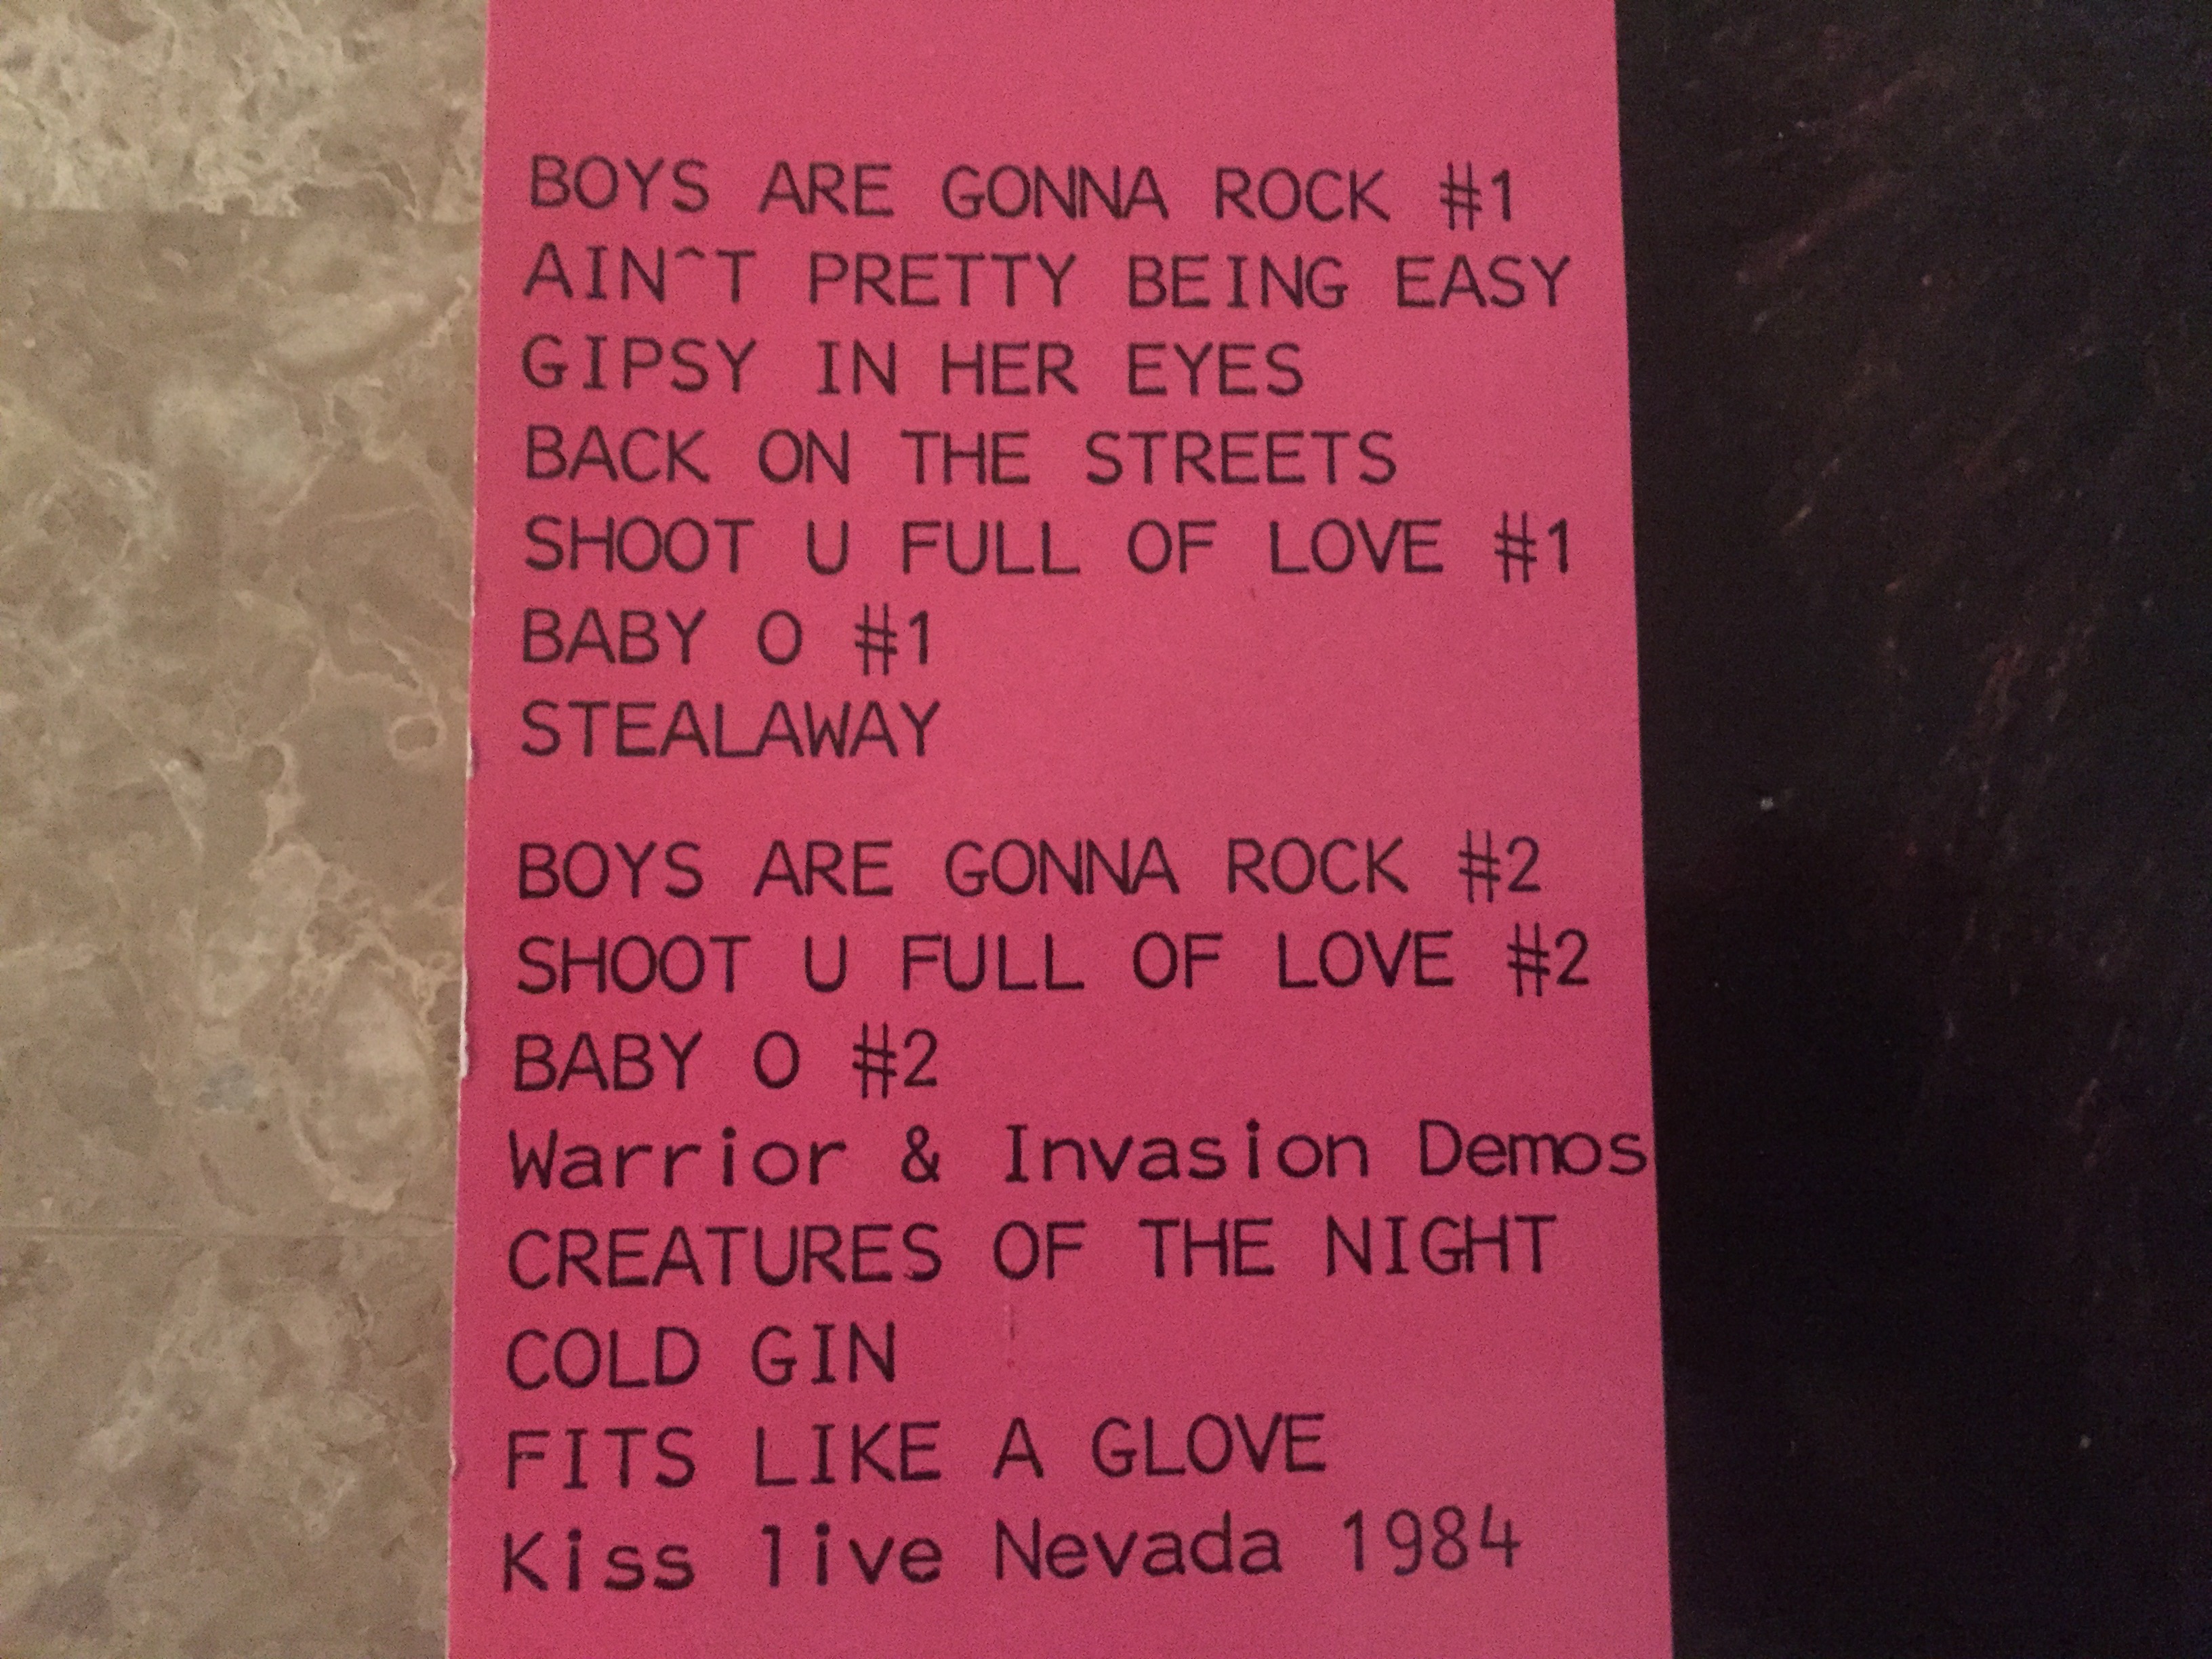 BOYS ARE GONNA ROCK #1
AIN^T PRETTY BEING EASY
GIPSY IN HER EYES
BACK ON THE STREETS
SHOOT U FULL OF LOVE #1
BABY O #1
STEALAWAY
BOYS ARE GONNA ROCK #2
SHOOT U FULL OF LOVE #2
BABY O #2
Warrior & Invasion Demos
CREATURES OF THE NIGHT
COLD GIN
FITS LIKE A GLOVE
Kiss live Nevada 1984